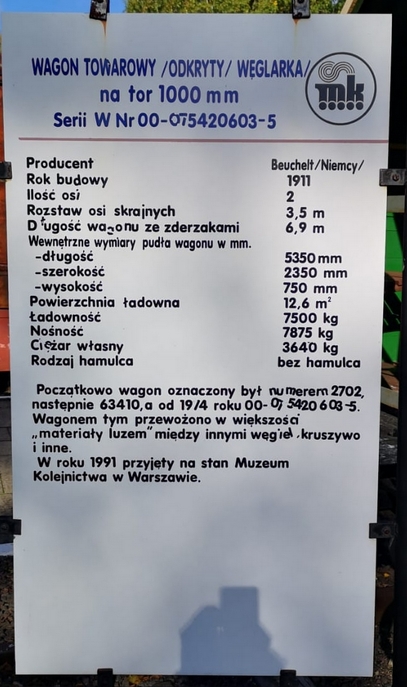 WAGON TOWAROWY /ODKRYTY/ WĘGLARKA/
na tor 1000 mm
Serii W Nr 00-075420603-5
mk
Producent Beuchelt/Niemcy/
Rok budowy 1911
Ilość osi 2
Rozstaw osi skrajnych 3,5 m
Długość wagonu ze zderzakami 6,9 m
Wewnętrzne wymiary pudła wagonu w mm.
-długość 5350 mm
-szerokość 2350 mm
-wysokość 750 mm
Powierzchnia ładowna 12,6 m²
Ładowność 7500 kg
Nośność 7875 kg
Ciężar własny 3640 kg
Rodzaj hamulca bez hamulca
Początkowo wagon oznaczony był numerem 2702,
następnie 63410,a od 19/4 roku 00-075420603-5.
Wagonem tym przewożono w większości
„materiały luzem" między innymi węgiel,kruszywo
i inne.
W roku 1991 przyjęty na stan Muzeum
Kolejnictwa w Warszawie.